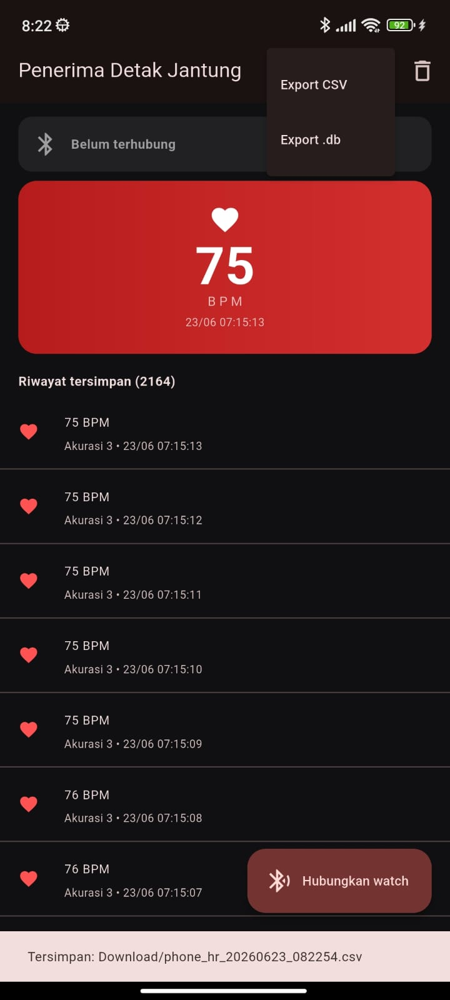 8:22
92
Penerima Detak Jantung
Export CSV
Export .db
Belum terhubung
75
BPM
23/06 07:15:13
Riwayat tersimpan (2164)
75 BPM
Akurasi 3 • 23/06 07:15:13
75 BPM
Akurasi 3 • 23/06 07:15:12
75 BPM
Akurasi 3 • 23/06 07:15:11
75 BPM
Akurasi 3 • 23/06 07:15:10
75 BPM
Akurasi 3 • 23/06 07:15:09
76 BPM
Akurasi 3 • 23/06 07:15:08
76 BPM
Akurasi 3 • 23/06 07:15:07
Hubungkan watch
Tersimpan: Download/phone_hr_20260623_082254.csv